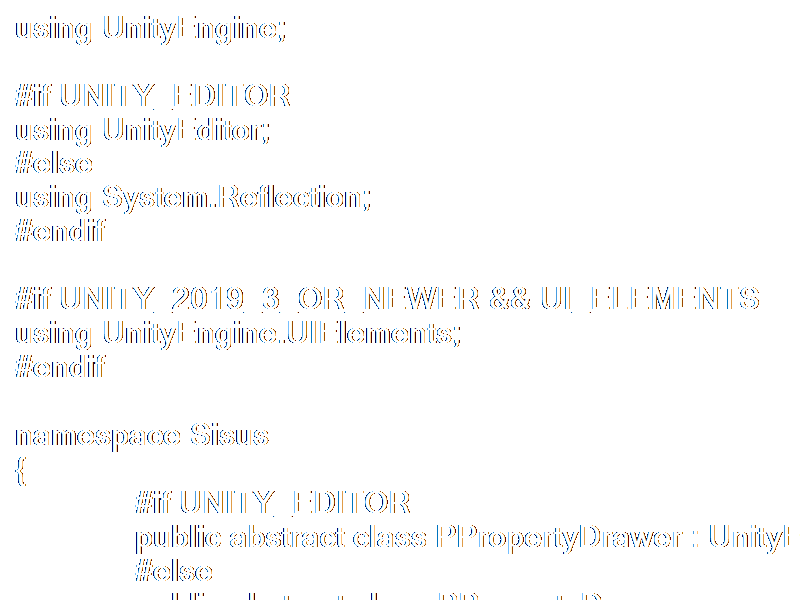 using UnityEngine;
#if UNITY_EDITOR
using UnityEditor;
#else
using System.Reflection;
#endif
#if UNITY_2019_3_OR_NEWER && UI_ELEMENTS
using UnityEngine.UIElements;
#endif
namespace Sisus
{
#if UNITY_EDITOR
public abstract class PPropertyDrawer : UnityE
#else